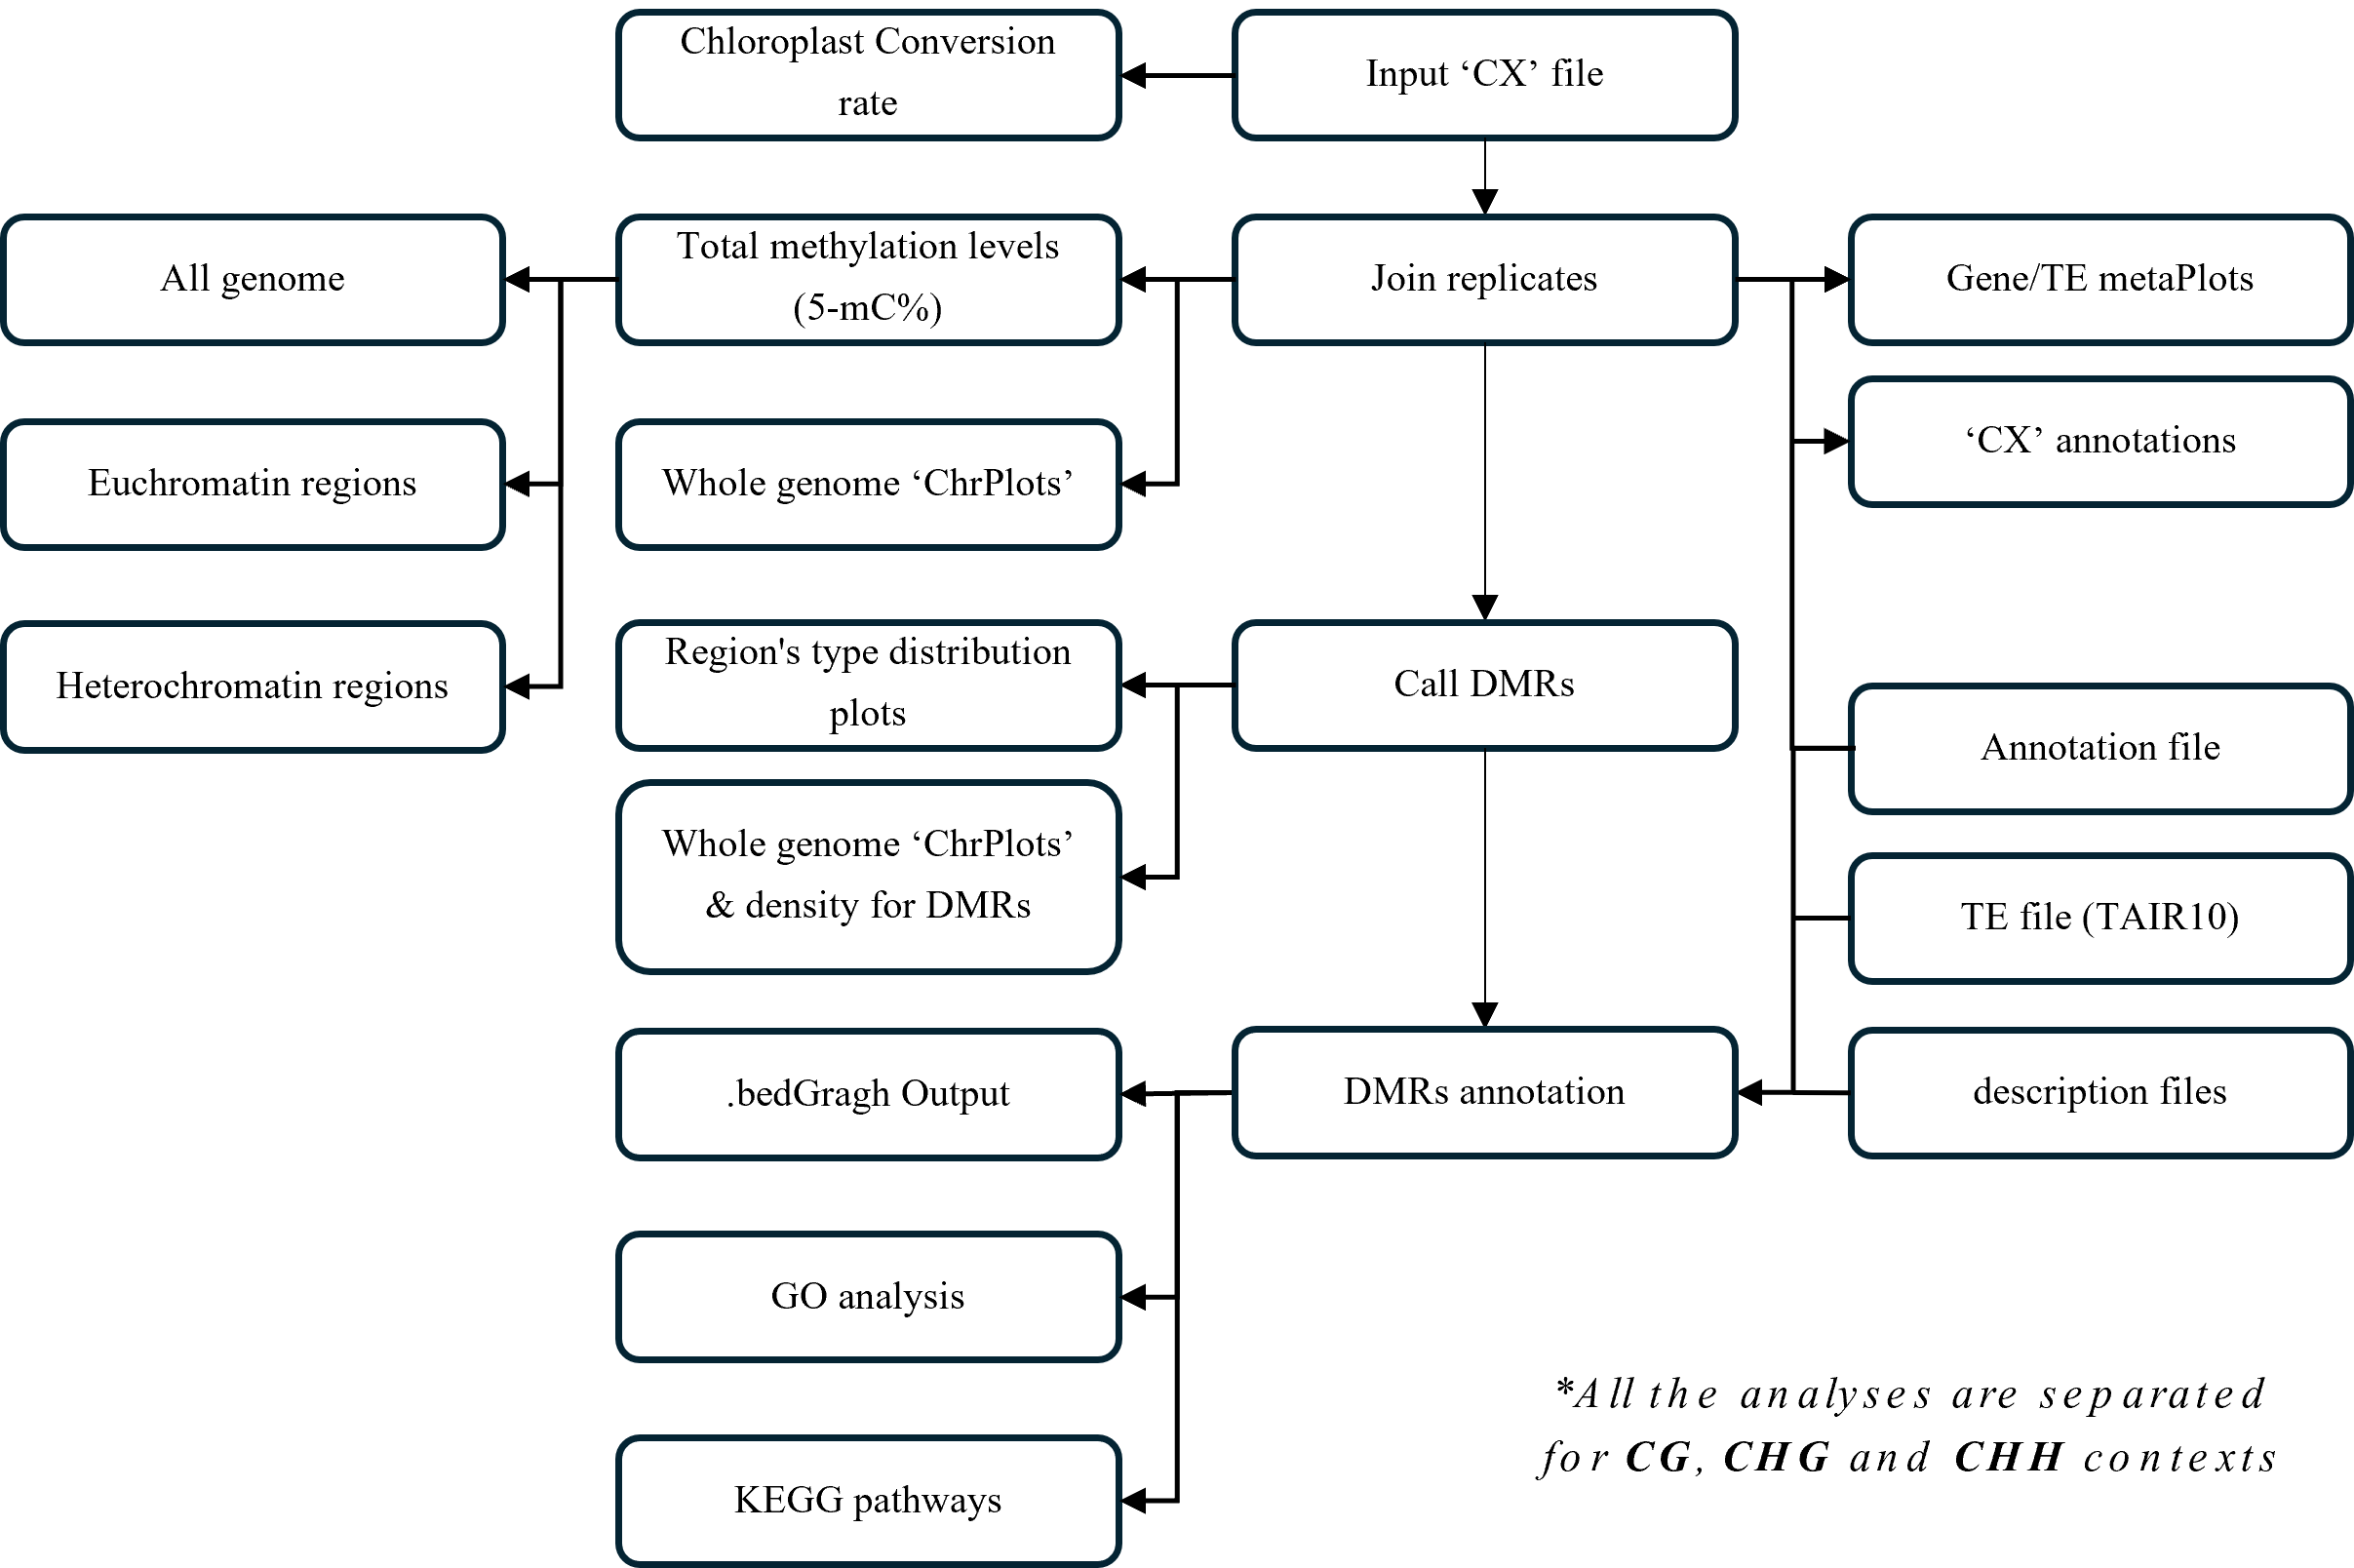 Chloroplast Conversion
rate
Input ‘CX’ file
All genome
Total methylation levels
(5-mC%)
Join replicates
Gene/TE metaPlots
‘CX’ annotations
Euchromatin regions
Whole genome ‘ChrPlots’
Heterochromatin regions
Region's type distribution
plots
Call DMRs
Annotation file
Whole genome ‘ChrPlots’
& density for DMRs
TE file (TAIR10)
.bedGragh Output
DMRs annotation
description files
GO analysis
KEGG pathways
*All the analyses are separated
for CG, CHG and CHH contexts